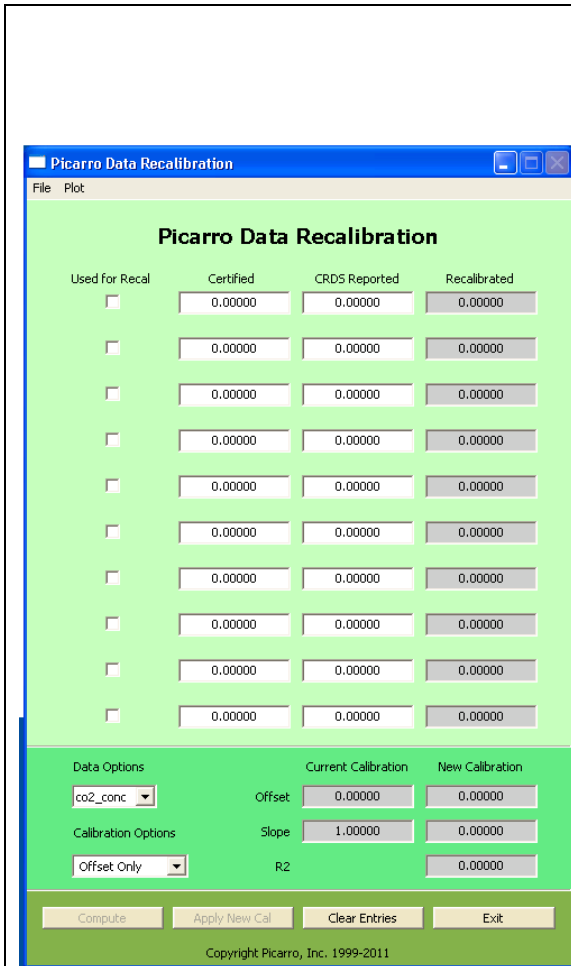 Picarro Data Recalibration
File Plot
Picarro Data Recalibration
Used for Recal Certified CRDS Reported Recalibrated
0.00000 0.00000 0.00000
0.00000 0.00000 0.00000
0.00000 0.00000 0.00000
0.00000 0.00000 0.00000
0.00000 0.00000 0.00000
0.00000 0.00000 0.00000
0.00000 0.00000 0.00000
0.00000 0.00000 0.00000
0.00000 0.00000 0.00000
0.00000 0.00000 0.00000
Data Options Current Calibration New Calibration
co2_conc Offset 0.00000 0.00000
Calibration Options Slope 1.00000 0.00000
Offset Only R2 0.00000
Compute Apply New Cal Clear Entries Exit
Copyright Picarro, Inc. 1999-2011